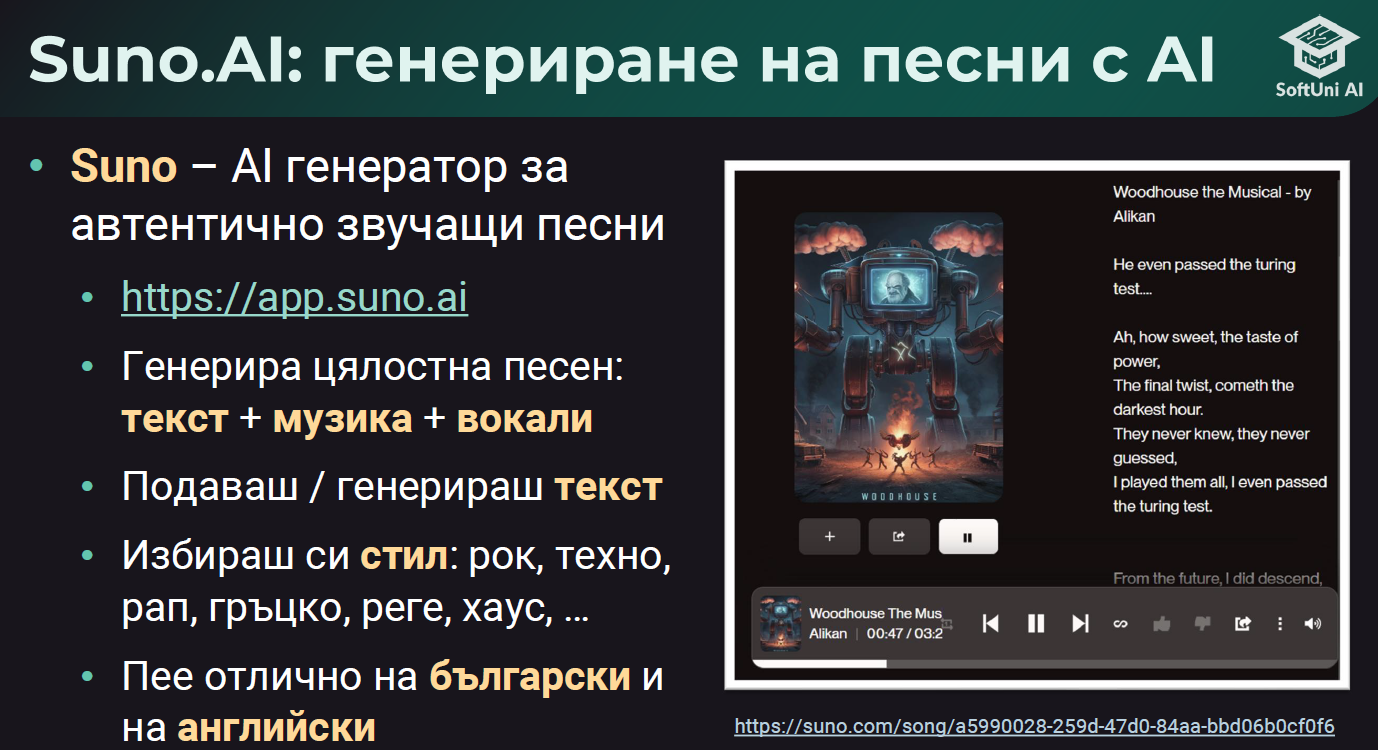 Suno.AI: генериране на песни с AI
SoftUni AI
• Suno – AI генератор за
автентично звучащи песни
• https://app.suno.ai
• Генерира цялостна песен:
текст + музика + вокали
• Подаваш / генерираш текст
• Избираш си стил: рок, техно,
рап, гръцко, реге, хаус, ...
• Пее отлично на български и
на английски
Woodhouse the Musical - by
Alikan
He even passed the turing
test....
Ah, how sweet, the taste of
power,
The final twist, cometh the
darkest hour.
They never knew, they never
guessed,
I played them all, I even passed
the turing test.
From the future, I did descend,
WOODHOUSE
Woodhouse The Mus
Alikan | 00:47 / 03:2
https://suno.com/song/a5990028-259d-47d0-84aa-bbd06b0cf0f6